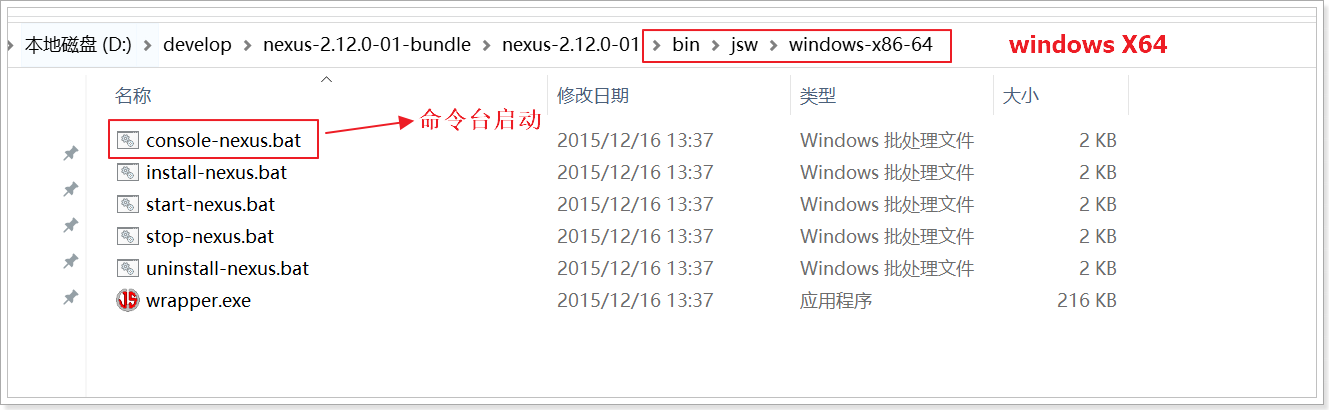 本地磁盘 (D:) > develop > nexus-2.12.0-01-bundle > nexus-2.12.0-01 > bin > jsw > windows-x86-64 windows X64
名称 修改日期 类型 大小
命令台启动
console-nexus.bat 2015/12/16 13:37 Windows 批处理文件 2 KB
install-nexus.bat 2015/12/16 13:37 Windows 批处理文件 2 KB
start-nexus.bat 2015/12/16 13:37 Windows 批处理文件 2 KB
stop-nexus.bat 2015/12/16 13:37 Windows 批处理文件 2 KB
uninstall-nexus.bat 2015/12/16 13:37 Windows 批处理文件 2 KB
wrapper.exe 2015/12/16 13:37 应用程序 216 KB